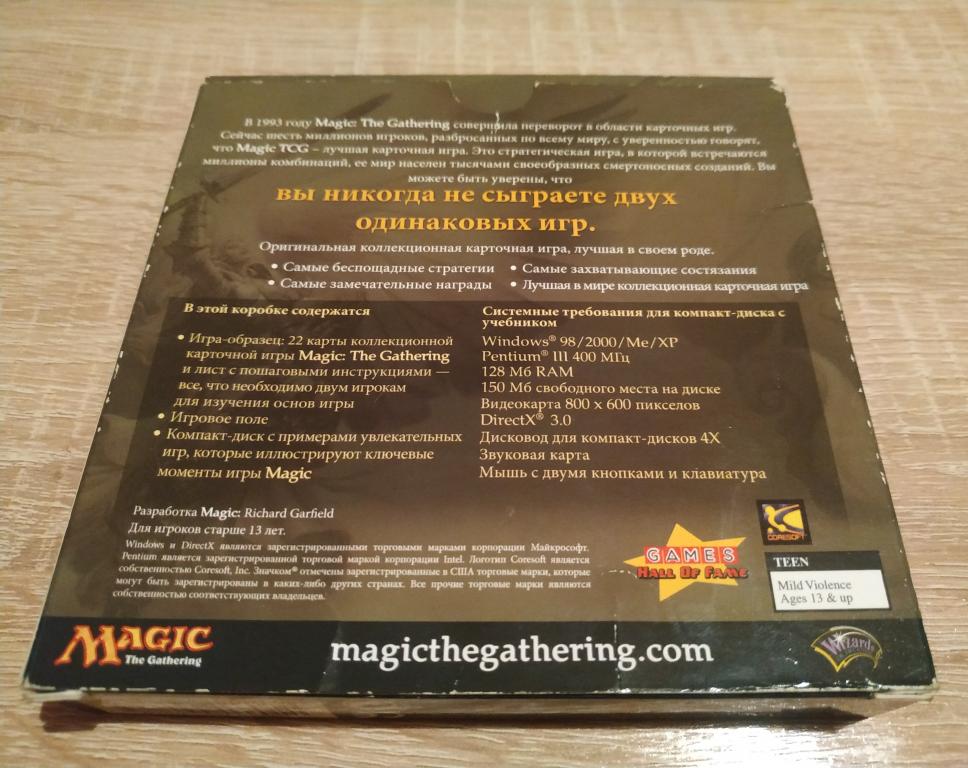 В 1993 году Magic: The Gathering совершила переворот в области карточных игр.
Сейчас шесть миллионов игроков, разбросанных по всему миру, с уверенностью говорят,
что Magic TCG – лучшая карточная игра. Это стратегическая игра, в которой встречаются
миллионы комбинаций, ее мир населен тысячами своеобразных смертоносных созданий. Вы
можете быть уверены, что
вы никогда не сыграете двух
одинаковых игр.
Оригинальная коллекционная карточная игра, лучшая в своем роде.
• Самые беспощадные стратегии • Самые захватывающие состязания
• Самые замечательные награды • Лучшая в мире коллекционная карточная игра
В этой коробке содержатся
• Игра-образец: 22 карты коллекционной
карточной игры Magic: The Gathering
и лист с пошаговыми инструкциями —
все, что необходимо двум игрокам
для изучения основ игры
• Игровое поле
• Компакт-диск с примерами увлекательных
игр, которые иллюстрируют ключевые
моменты игры Magic
Системные требования для компакт-диска с
учебником
Windows® 98/2000/Me/XP
Pentium® III 400 МГц
128 Мб RAM
150 Мб свободного места на диске
Видеокарта 800 x 600 пикселов
DirectX® 3.0
Дисковод для компакт-дисков 4X
Звуковая карта
Мышь с двумя кнопками и клавиатура
Разработка Magic: Richard Garfield
Для игроков старше 13 лет.
Windows и DirectX являются зарегистрированными торговыми марками корпорации Майкрософт.
Pentium является зарегистрированной торговой маркой корпорации Intel. Логотип Coresoft является
собственностью Coresoft, Inc. Значком® отмечены зарегистрированные в США торговые марки, которые
могут быть зарегистрированы в каких-либо других странах. Все прочие торговые марки являются
собственностью соответствующих владельцев.
GAMES
HALL OF FAME
CORESOFT
TEEN
Mild Violence
Ages 13 & up
MAGIC
The Gathering
magicthegathering.com
Wizards